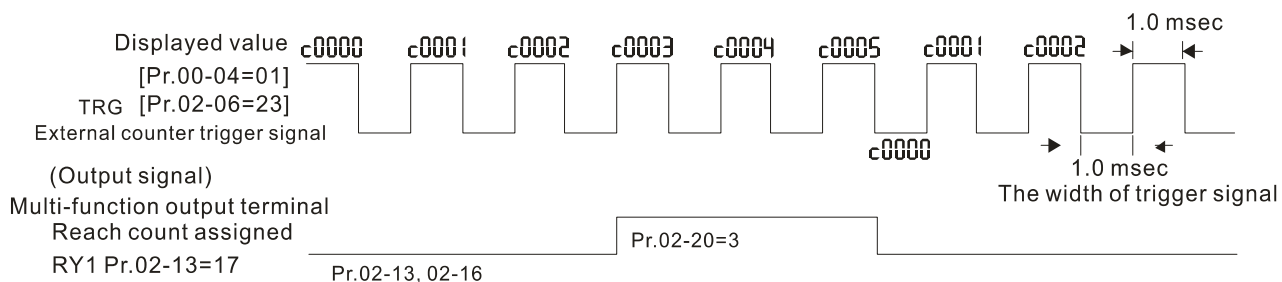 1.0 msec
Displayed value c0000 c0001 c0002 c0003 c0004 c0005 c0001 c0002
[Pr.00-04=01]
TRG [Pr.02-06=23]
External counter trigger signal
c0000
1.0 msec
The width of trigger signal
(Output signal)
Multi-function output terminal
Reach count assigned
Pr.02-20=3
RY1 Pr.02-13=17
Pr.02-13, 02-16